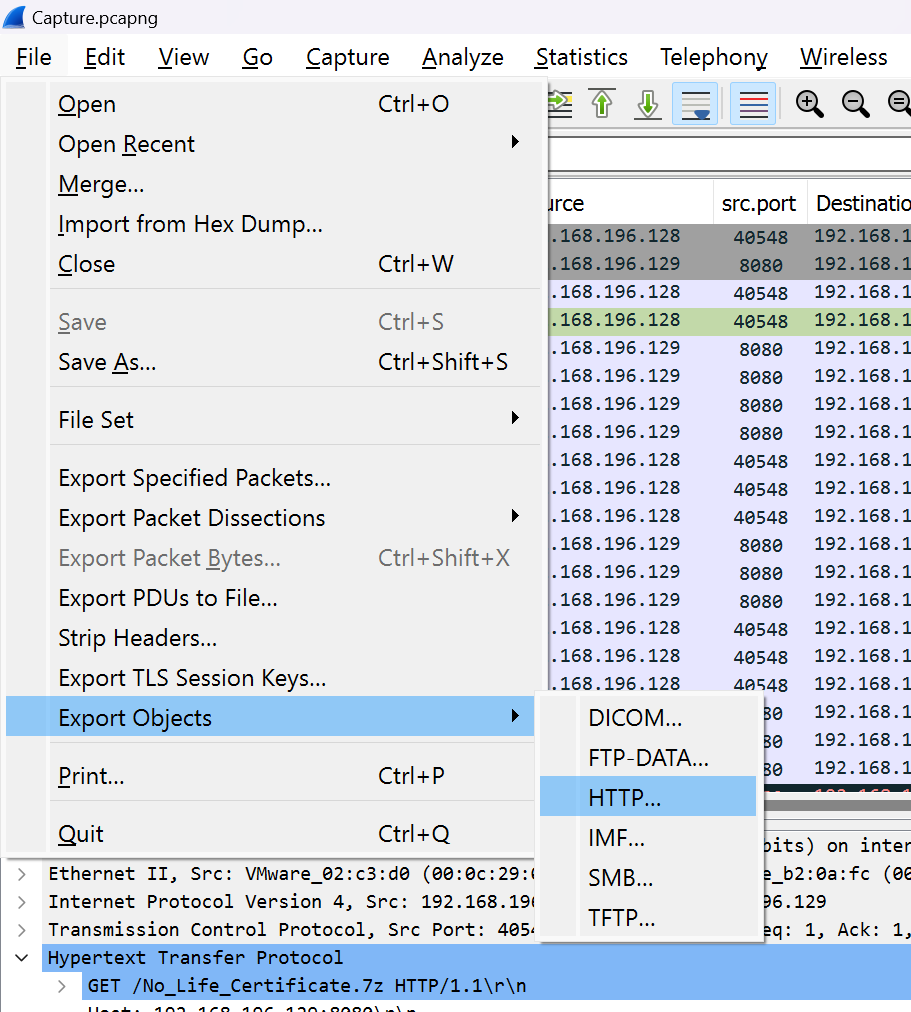 Capture.pcapng
File Edit View Go Capture Analyze Statistics Telephony Wireless
Open Ctrl+O
Open Recent
Merge...
Import from Hex Dump...
Close Ctrl+W
Save Ctrl+S
Save As... Ctrl+Shift+S
File Set
Export Specified Packets...
Export Packet Dissections
Export Packet Bytes... Ctrl+Shift+X
Export PDUs to File...
Strip Headers...
Export TLS Session Keys...
Export Objects
Print... Ctrl+P
Quit Ctrl+Q
DICOM...
FTP-DATA...
HTTP...
IMF...
SMB...
TFTP...
urce src.port Destinatio
.168.196.128 40548 192.168.1
.168.196.129 8080 192.168.1
.168.196.128 40548 192.168.1
.168.196.128 40548 192.168.1
.168.196.129 8080 192.168.1
.168.196.129 8080 192.168.1
.168.196.129 8080 192.168.1
.168.196.129 8080 192.168.1
.168.196.128 40548 192.168.1
.168.196.128 40548 192.168.1
.168.196.128 40548 192.168.1
.168.196.129 8080 192.168.1
.168.196.129 8080 192.168.1
.168.196.129 8080 192.168.1
.168.196.128 40548 192.168.1
.168.196.128 40548 192.168.1
.168.196.128 40548 192.168.1
80 192.168.1
80 192.168.1
80 192.168.1
bits) on inter
Ethernet II, Src: VMware_02:c3:d0 (00:0c:29:0 e_b2:0a:fc (00
Internet Protocol Version 4, Src: 192.168.196 96.129
Transmission Control Protocol, Src Port: 4054 eq: 1, Ack: 1,
Hypertext Transfer Protocol
GET /No_Life_Certificate.7z HTTP/1.1\r\n
Host: 192.168.196.129:8080\r\n